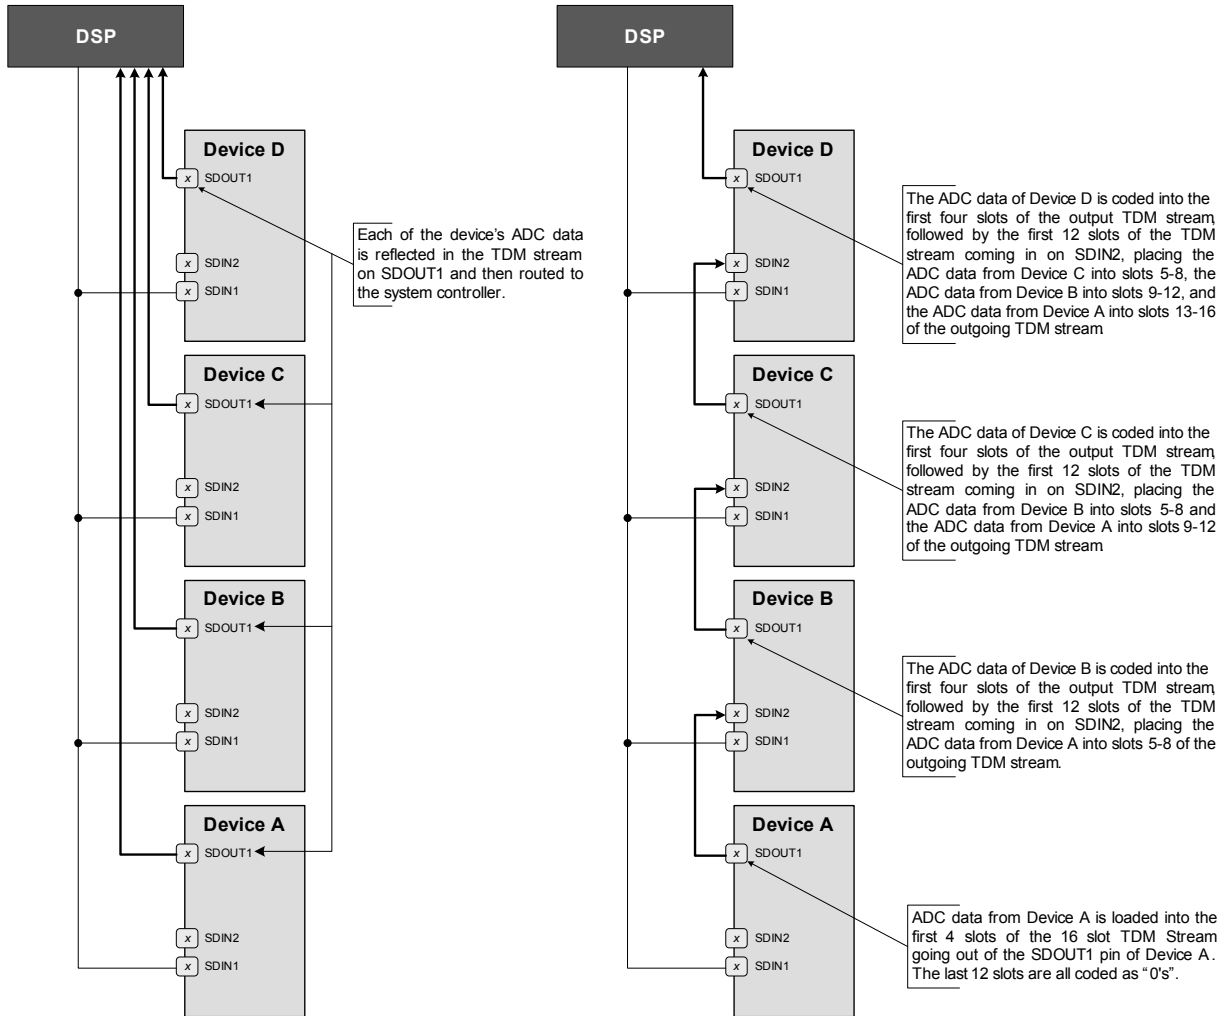 DSP
Device D
x SDOUT1
x SDIN2
x SDIN1
Each of the device's ADC data
is reflected in the TDM stream
on SDOUT1 and then routed to
the system controller.
Device C
x SDOUT1
x SDIN2
x SDIN1
Device B
x SDOUT1
x SDIN2
x SDIN1
Device A
x SDOUT1
x SDIN2
x SDIN1
DSP
Device D
x SDOUT1
x SDIN2
x SDIN1
The ADC data of Device D is coded into the
first four slots of the output TDM stream,
followed by the first 12 slots of the TDM
stream coming in on SDIN2, placing the
ADC data from Device C into slots 5-8, the
ADC data from Device B into slots 9-12, and
the ADC data from Device A into slots 13-16
of the outgoing TDM stream
Device C
x SDOUT1
x SDIN2
x SDIN1
The ADC data of Device C is coded into the
first four slots of the output TDM stream,
followed by the first 12 slots of the TDM
stream coming in on SDIN2, placing the
ADC data from Device B into slots 5-8 and
the ADC data from Device A into slots 9-12
of the outgoing TDM stream
Device B
x SDOUT1
x SDIN2
x SDIN1
The ADC data of Device B is coded into the
first four slots of the output TDM stream,
followed by the first 12 slots of the TDM
stream coming in on SDIN2, placing the
ADC data from Device A into slots 5-8 of the
outgoing TDM stream.
Device A
x SDOUT1
x SDIN2
x SDIN1
ADC data from Device A is loaded into the
first 4 slots of the 16 slot TDM Stream
going out of the SDOUT1 pin of Device A.
The last 12 slots are all coded as "0's".